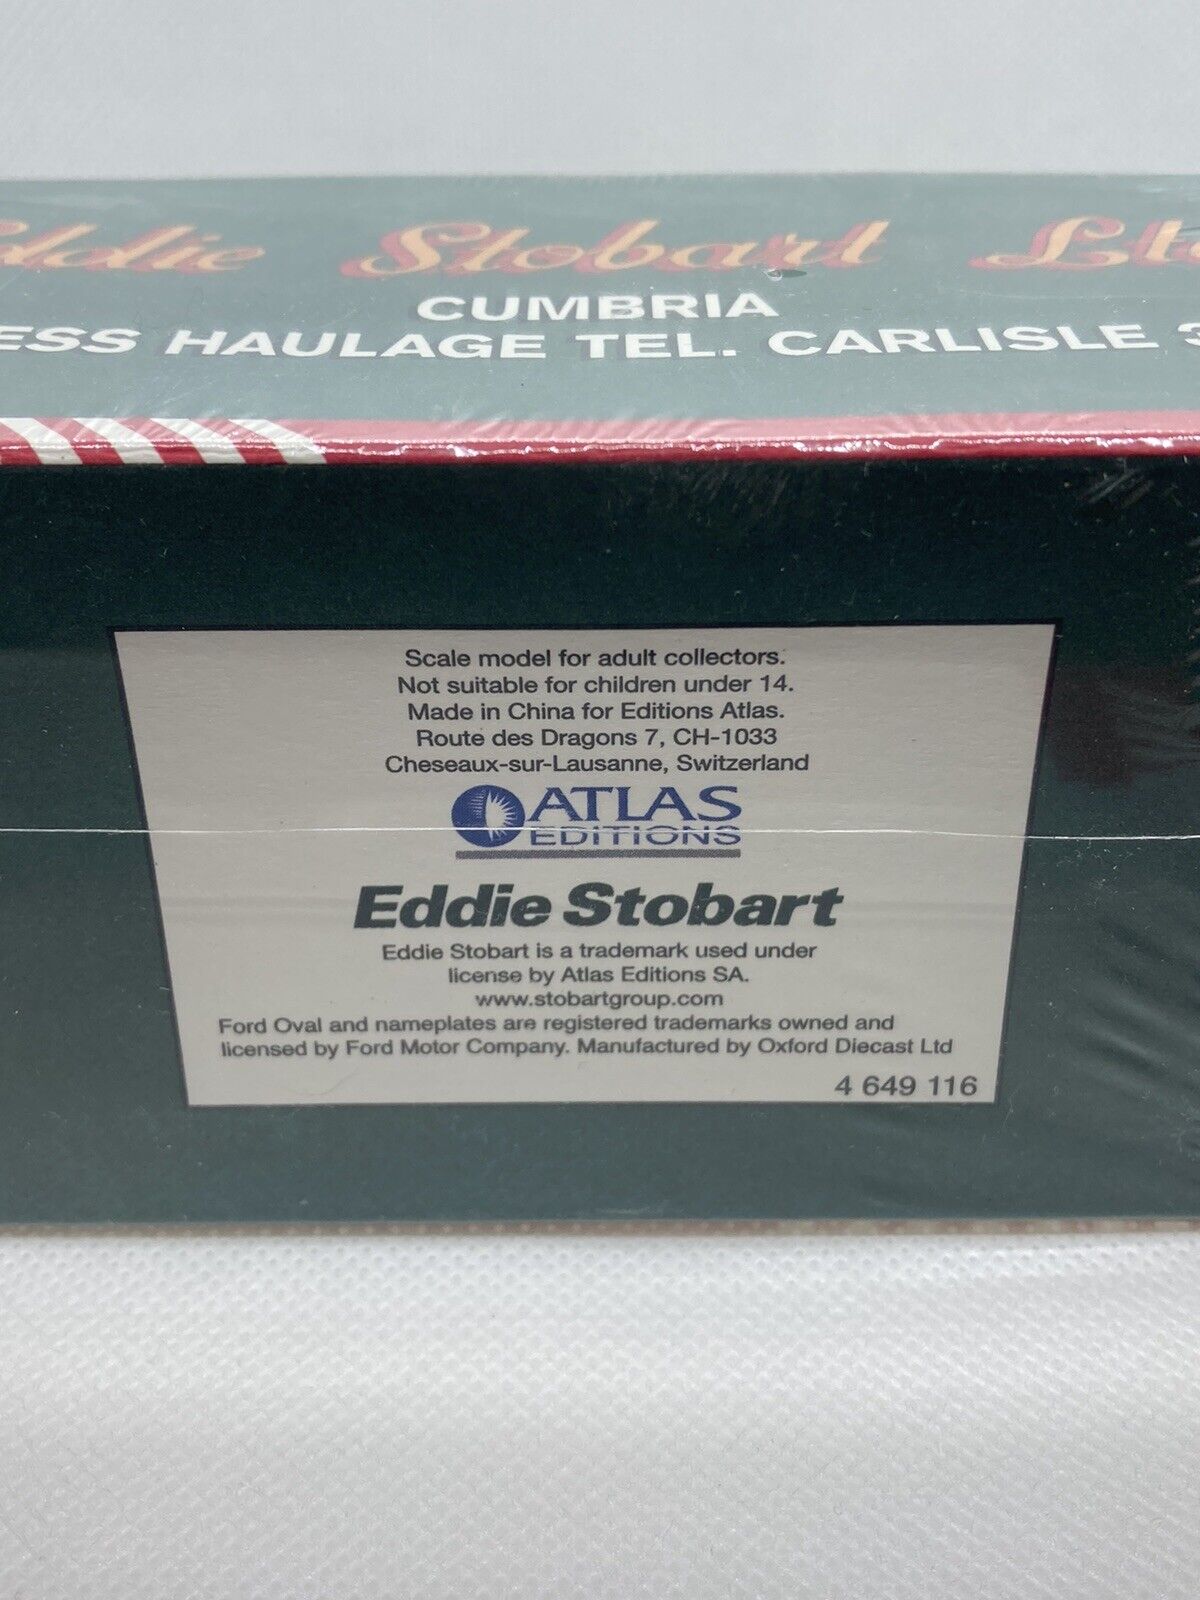 Stobart
CUMBRIA
HAULAGE TEL. CARLISLE
Scale model for adult collectors.
Not suitable for children under 14.
Made in China for Editions Atlas.
Route des Dragons 7, CH-1033
Cheseaux-sur-Lausanne, Switzerland
ATLAS
EDITIONS
Eddie Stobart
Eddie Stobart is a trademark used under
license by Atlas Editions SA.
www.stobartgroup.com
Ford Oval and nameplates are registered trademarks owned and
licensed by Ford Motor Company. Manufactured by Oxford Diecast Ltd
4 649 116